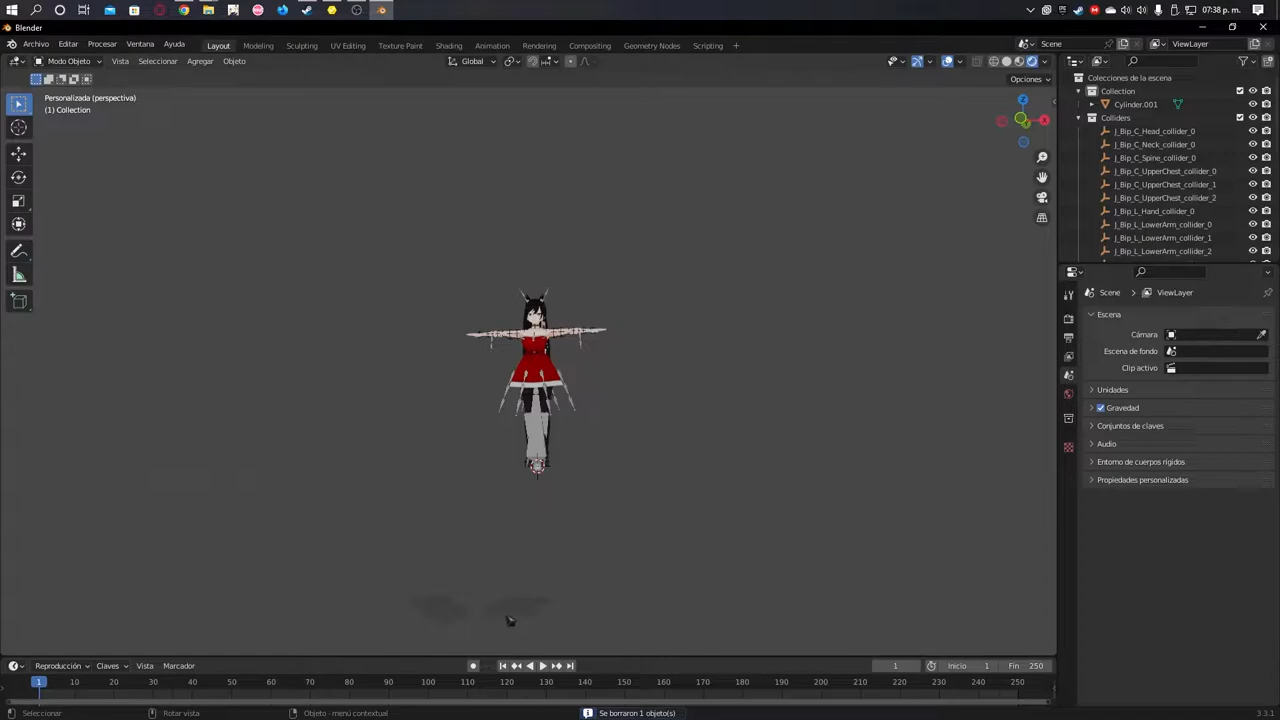 07:38 p. m.
Blender
Archivo Editar Procesar Ventana Ayuda Layout Modeling Sculpting UV Editing Texture Paint Shading Animation Rendering Compositing Geometry Nodes Scripting + Scene ViewLayer
Modo Objeto Vista Seleccionar Agregar Objeto Global
Opciones
Personalizada (perspectiva)
(1) Collection
Z
X
Colecciones de la escena
Collection
Cylinder.001
Colliders
J_Bip_C_Head_collider_0
J_Bip_C_Neck_collider_0
J_Bip_C_Spine_collider_0
J_Bip_C_UpperChest_collider_0
J_Bip_C_UpperChest_collider_1
J_Bip_C_UpperChest_collider_2
J_Bip_L_Hand_collider_0
J_Bip_L_LowerArm_collider_0
J_Bip_L_LowerArm_collider_1
J_Bip_L_LowerArm_collider_2
Scene > ViewLayer
Escena
Cámara
Escena de fondo
Clip activo
Unidades
Gravedad
Conjuntos de claves
Audio
Entorno de cuerpos rígidos
Propiedades personalizadas
Reproducción Claves Vista Marcador 1 Inicio 1 Fin 250
1 10 20 30 40 50 60 70 80 90 100 110 120 130 140 150 160 170 180 190 200 210 220 230 240 250
Seleccionar Rotar vista Objeto - menú contextual Se borraron 1 objeto(s) 3.3.1